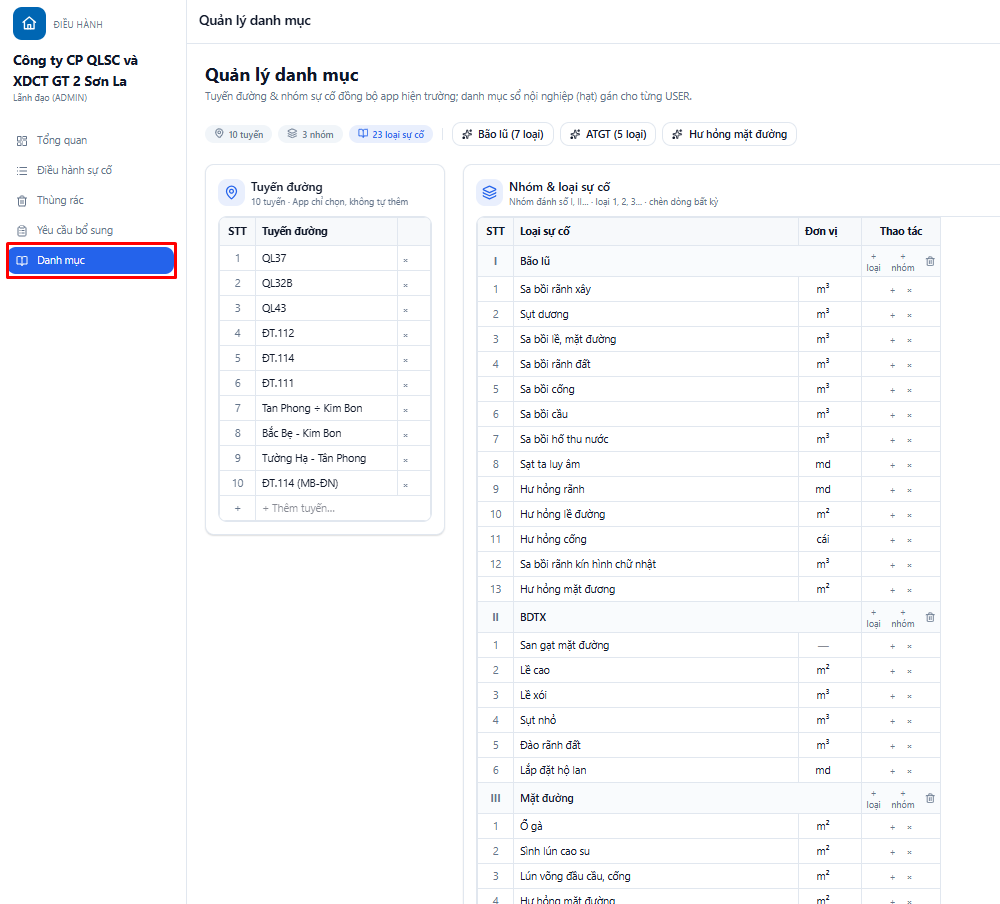 ĐIỀU HÀNH
Công ty CP QLSC và
XDCT GT 2 Sơn La
Lãnh đạo (ADMIN)
Tổng quan
Điều hành sự cố
Thùng rác
Yêu cầu bổ sung
Danh mục
Quản lý danh mục
Quản lý danh mục
Tuyến đường & nhóm sự cố đồng bộ app hiện trường; danh mục số nội nghiệp (hạt) gán cho từng USER.
10 tuyến
3 nhóm
23 loại sự cố
Bão lũ (7 loại)
ATGT (5 loại)
Hư hỏng mặt đường
Tuyến đường
10 tuyến · App chỉ chọn, không tự thêm
STT Tuyến đường
1 QL37 ×
2 QL32B ×
3 QL43 ×
4 ĐT.112 ×
5 ĐT.114 ×
6 ĐT.111 ×
7 Tan Phong ÷ Kim Bon ×
8 Bắc Bẹ - Kim Bon ×
9 Tường Hạ - Tân Phong ×
10 ĐT.114 (MB-ĐN) ×
+ + Thêm tuyến...
Nhóm & loại sự cố
Nhóm đánh số I, II... · loại 1, 2, 3... · chèn dòng bất kỳ
STT Loại sự cố Đơn vị Thao tác
I Bão lũ + loại + nhóm
1 Sa bồi rãnh xây m³ + ×
2 Sụt dương m³ + ×
3 Sa bồi lề, mặt đường m³ + ×
4 Sa bồi rãnh đất m³ + ×
5 Sa bồi cống m³ + ×
6 Sa bồi cầu m³ + ×
7 Sa bồi hố thu nước m³ + ×
8 Sạt ta luy âm md + ×
9 Hư hỏng rãnh md + ×
10 Hư hỏng lề đường m² + ×
11 Hư hỏng cống cái + ×
12 Sa bồi rãnh kín hình chữ nhật m³ + ×
13 Hư hỏng mặt đương m² + ×
II BDTX + loại + nhóm
1 San gạt mặt đường — + ×
2 Lề cao m² + ×
3 Lề xói m³ + ×
4 Sụt nhỏ m³ + ×
5 Đào rãnh đất m³ + ×
6 Lắp đặt hộ lan md + ×
III Mặt đường + loại + nhóm
1 Ổ gà m² + ×
2 Sình lún cao su m² + ×
3 Lún võng đầu cầu, cống m² + ×
4 Hư hỏng mặt đường m² + ×